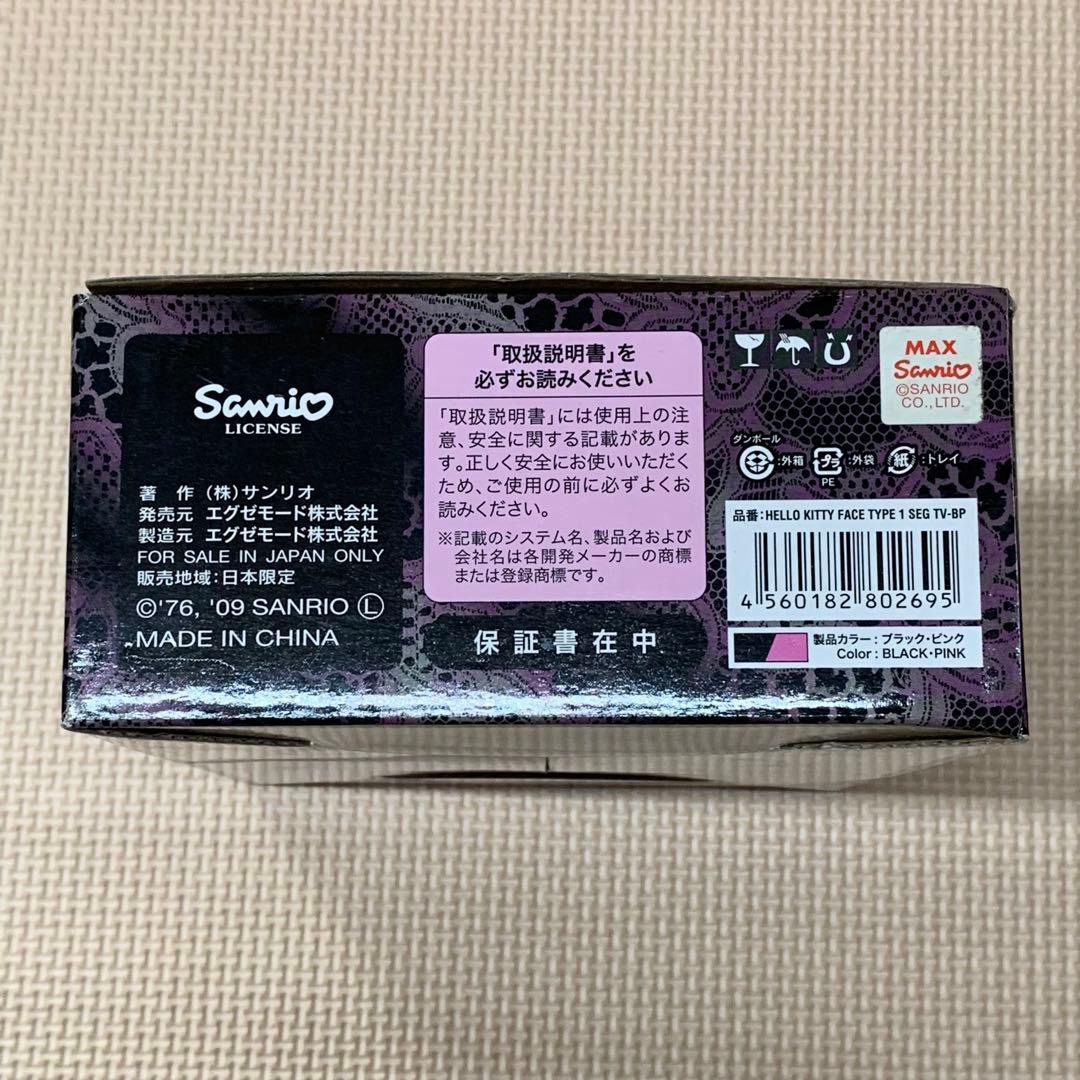 Sanrio
LICENSE
著 作 (株)サンリオ
発売元 エグゼモード株式会社
製造元 エグゼモード株式会社
FOR SALE IN JAPAN ONLY
販売地域:日本限定
©'76, '09 SANRIO Ⓛ
MADE IN CHINA
「取扱説明書」を
必ずお読みください
「取扱説明書」には使用上の注
意、安全に関する記載がありま
す。正しく安全にお使いいただく
ため、ご使用の前に必ずよくお
読みください。
※記載のシステム名、製品名および
会社名は各開発メーカーの商標
または登録商標です。
保証書在中
MAX
Sanrio
©SANRIO
CO.,LTD.
ダンボール
:外箱 プラ :外袋 紙 :トレイ
PE
品番:HELLO KITTY FACE TYPE 1 SEG TV-BP
4 560182 802695
製品カラー : ブラック・ピンク
Color : BLACK・PINK